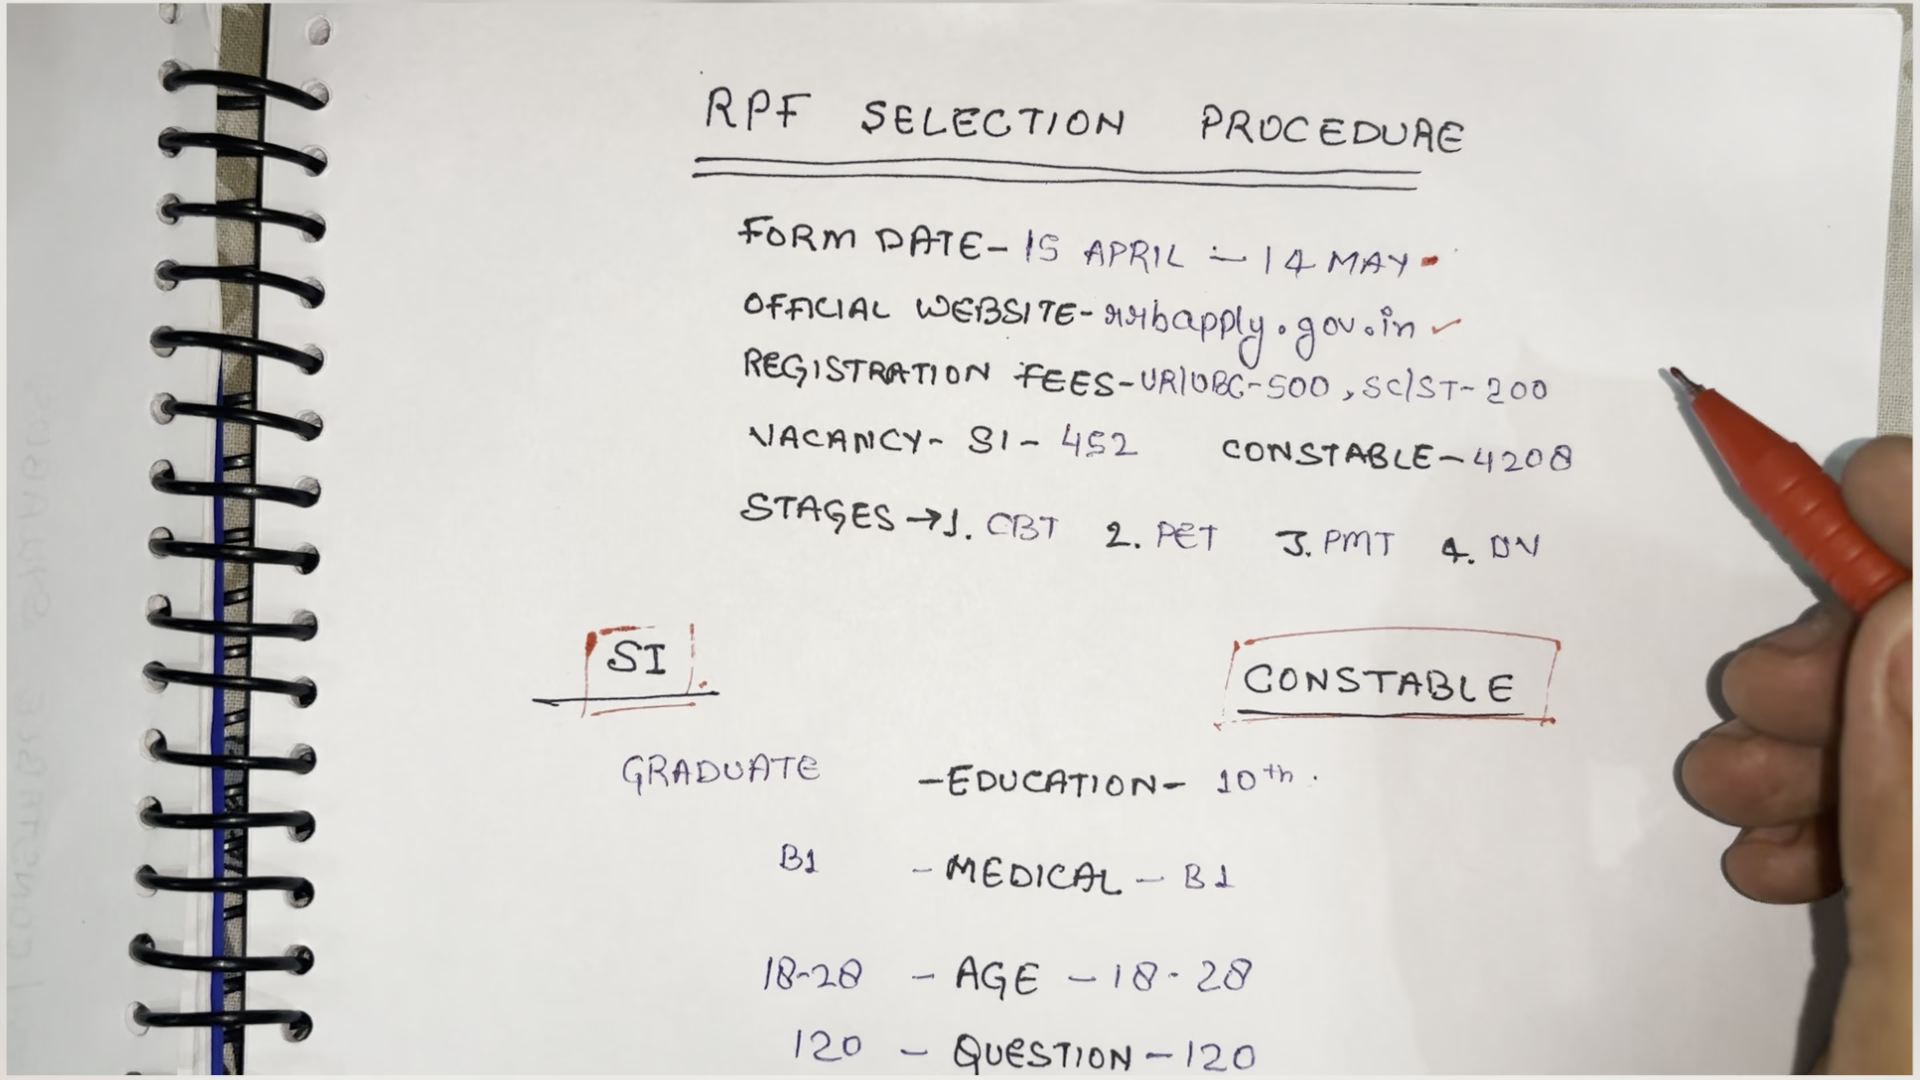 RPF SELECTION PROCEDURE
FORM DATE - 15 APRIL - 14 MAY
OFFICIAL WEBSITE - rrbapply.gov.in
REGISTRATION FEES - UR/OBC - 500, SC/ST - 200
VACANCY - SI - 452 CONSTABLE - 4208
STAGES → 1. CBT 2. PET 3. PMT 4. DV
SI CONSTABLE
GRADUATE - EDUCATION - 10th.
B1 - MEDICAL - B1
18-28 - AGE - 18-28
120 - QUESTION - 120